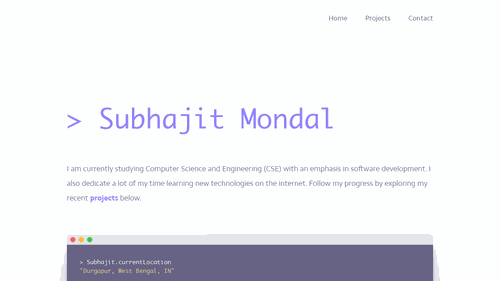 Home Projects Contact
> Subhajit Mondal
I am currently studying Computer Science and Engineering (CSE) with an emphasis in software development. I
also dedicate a lot of my time learning new technologies on the internet. Follow my progress by exploring my
recent projects below.
> Subhajit.currentLocation
"Durgapur, West Bengal, IN"